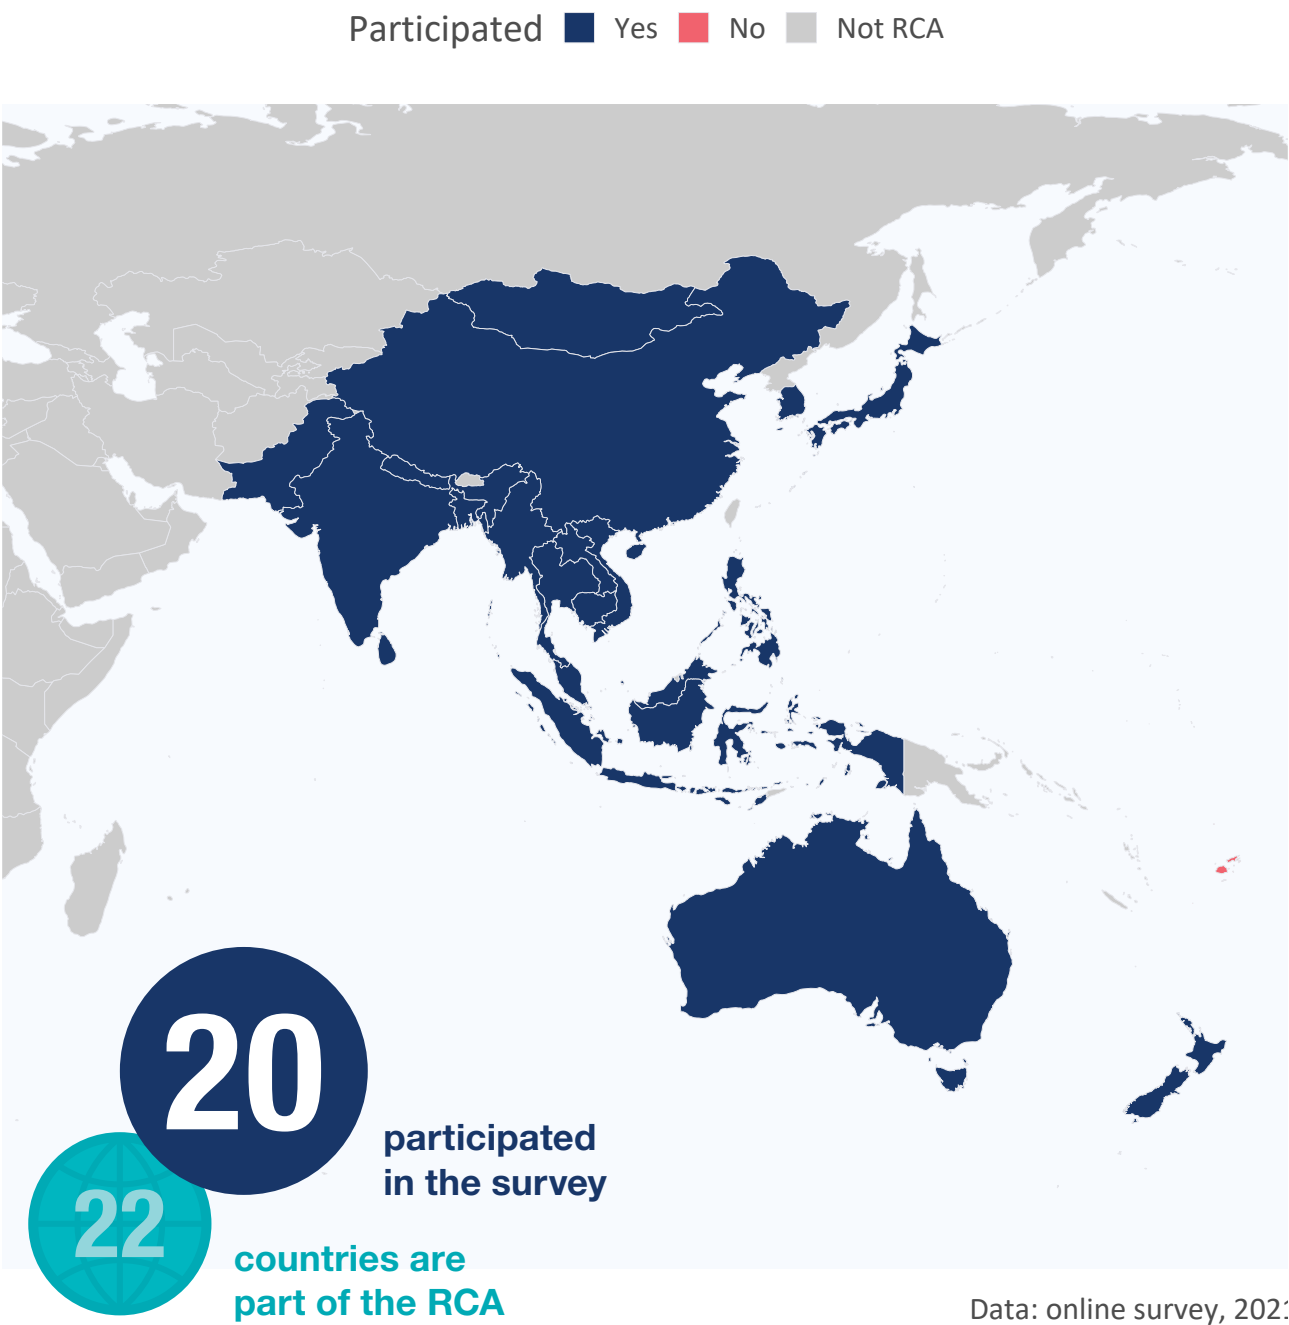 Participated Yes No Not RCA
20
participated
in the survey
22
countries are
part of the RCA
Data: online survey, 2021